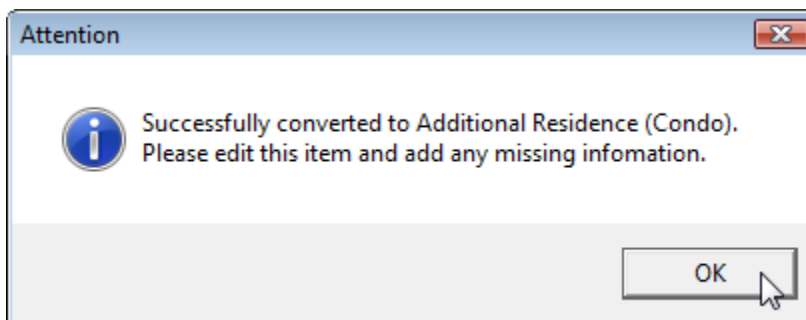 Attention
Successfully converted to Additional Residence (Condo).
Please edit this item and add any missing infomation.
OK